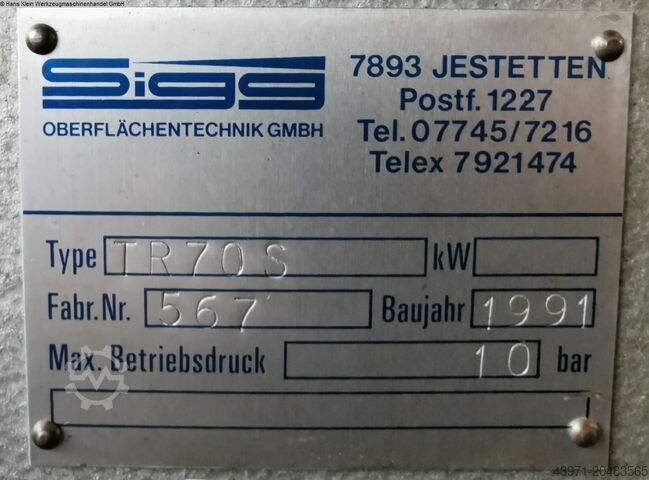 © Hans Klein Werkzeugmaschinenhandel GmbH
Sigg
OBERFLÄCHENTECHNIK GMBH
7893 JESTETTEN
Postf. 1227
Tel. 07745/7216
Telex 7921474
Type TR70S kW
Fabr.Nr. 567 Baujahr 1991
Max. Betriebsdruck 10 bar
43971-20483565